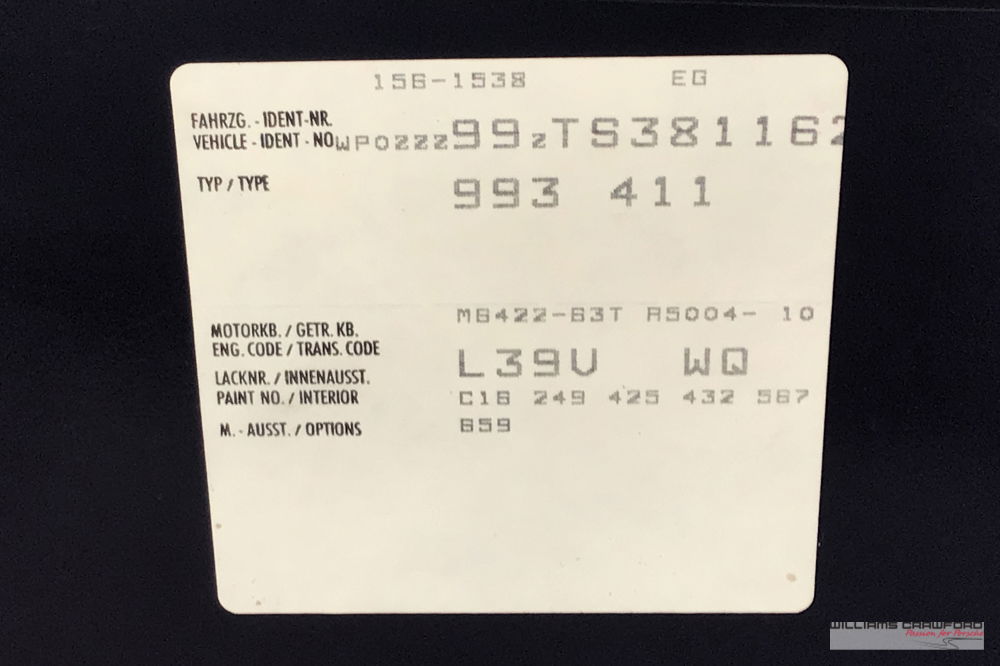 156-1538 EG
FAHRZG. - IDENT-NR.
VEHICLE - IDENT - NO WP0ZZZ99ZTS381162
TYP / TYPE 993 411
MOTORKB. / GETR. KB. M6422-63T A5004- 10
ENG. CODE / TRANS. CODE
L39V WQ
LACKNR. / INNENAUSST.
PAINT NO. / INTERIOR C16 249 425 432 567
M. - AUSST. / OPTIONS 659
WILLIAMS CRAWFORD
Passion for Porsche